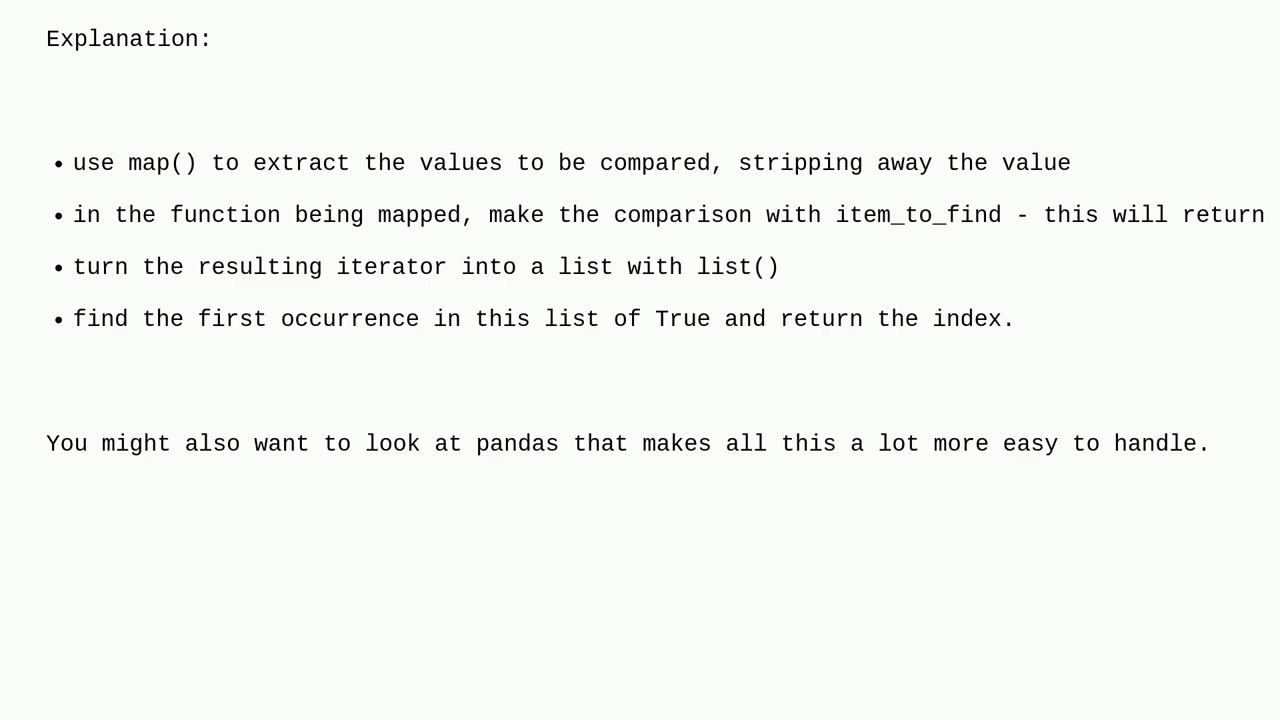 Explanation:
• use map() to extract the values to be compared, stripping away the value
• in the function being mapped, make the comparison with item_to_find - this will return
• turn the resulting iterator into a list with list()
• find the first occurrence in this list of True and return the index.
You might also want to look at pandas that makes all this a lot more easy to handle.